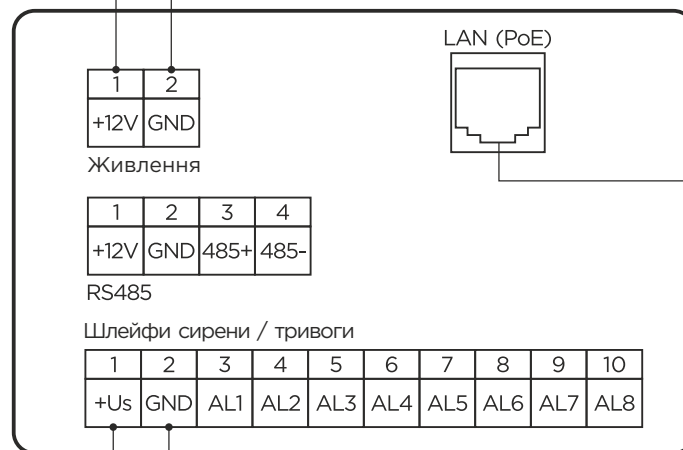 LAN (PoE)
1 2
+12V GND
Живлення
1 2 3 4
+12V GND 485+ 485-
RS485
Шлейфи сирени / тривоги
1 2 3 4 5 6 7 8 9 10
+Us GND AL1 AL2 AL3 AL4 AL5 AL6 AL7 AL8